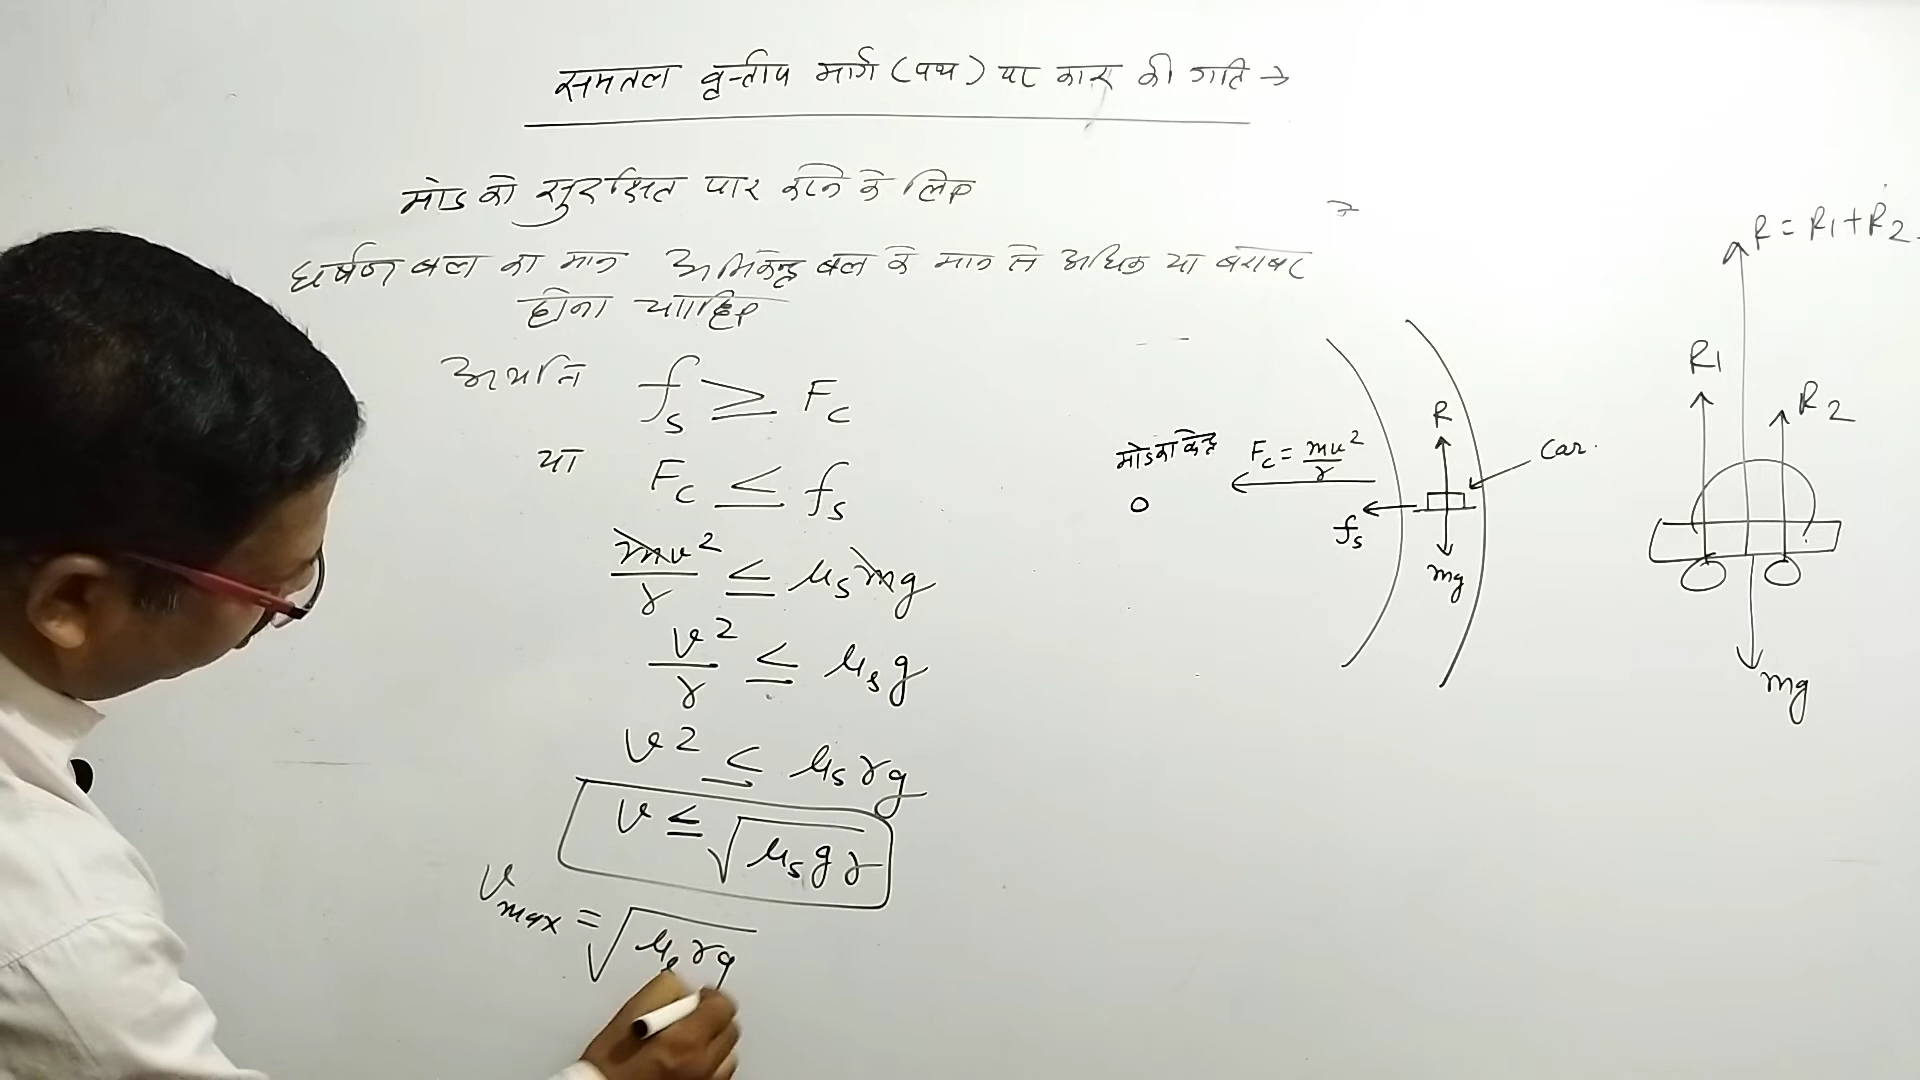 समतल वृत्तीय मार्ग (पथ) पर कार की गति →
मोड को सुरक्षित पार करने के लिए
घर्षण बल का मान अभिकेन्द्र बल के मान से अधिक या बराबर
होना चाहिए
अर्थात fs ≥ Fc
या Fc ≤ fs
mv²/r ≤ μs mg
v²/r ≤ μs g
v² ≤ μs rg
v ≤ √μs g r
vmax = √μs rg
मोड का केन्द्र
O
Fc = mv²/r
fs
R
mg
Car.
R = R1 + R2
R1
R2
mg